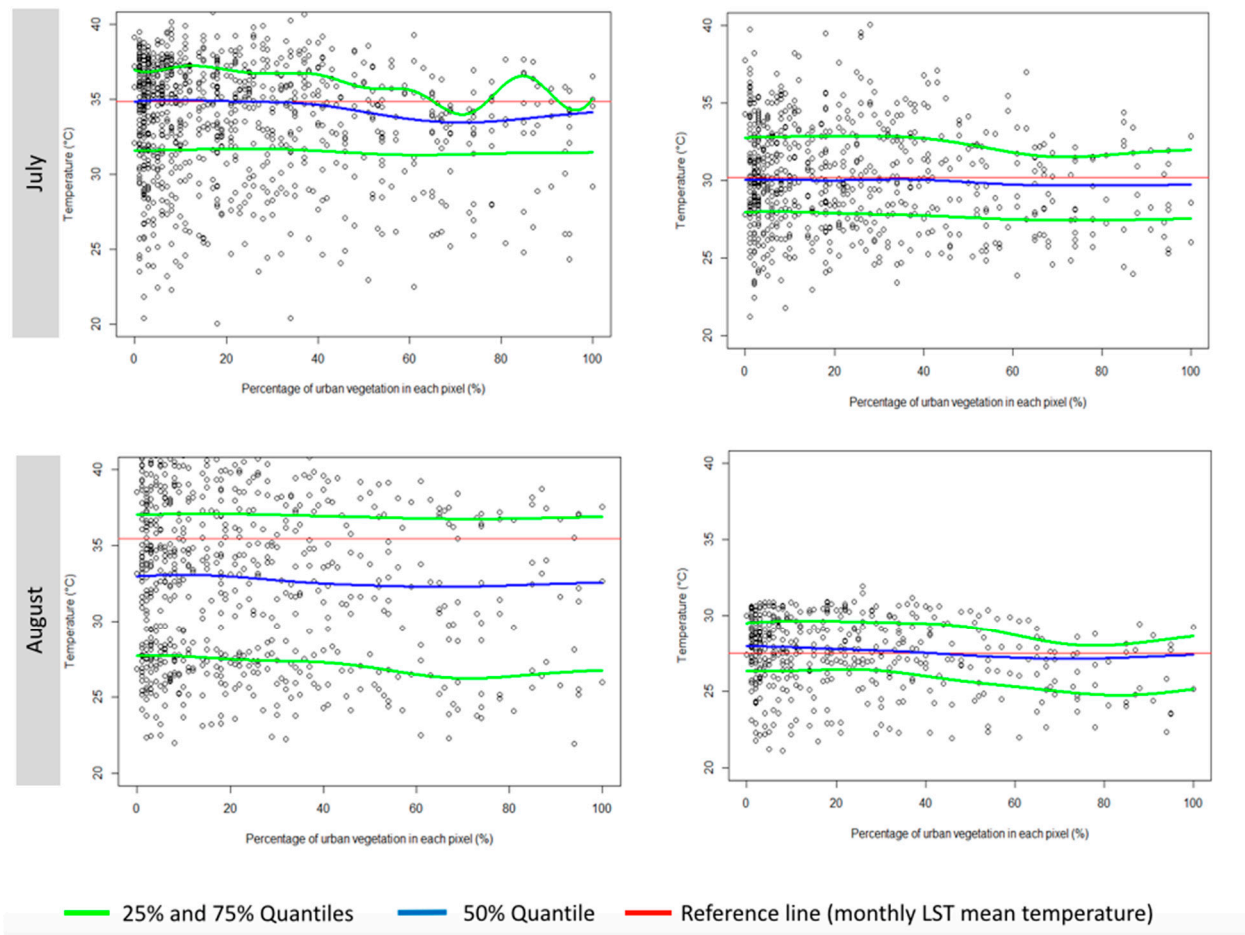 July
Temperature (°C)
40
35
30
25
20
0 20 40 60 80 100
Percentage of urban vegetation in each pixel (%)
Temperature (°C)
40
35
30
25
20
0 20 40 60 80 100
Percentage of urban vegetation in each pixel (%)
August
Temperature (°C)
40
35
30
25
20
0 20 40 60 80 100
Percentage of urban vegetation in each pixel (%)
Temperature (°C)
40
35
30
25
20
0 20 40 60 80 100
Percentage of urban vegetation in each pixel (%)
25% and 75% Quantiles 50% Quantile Reference line (monthly LST mean temperature)